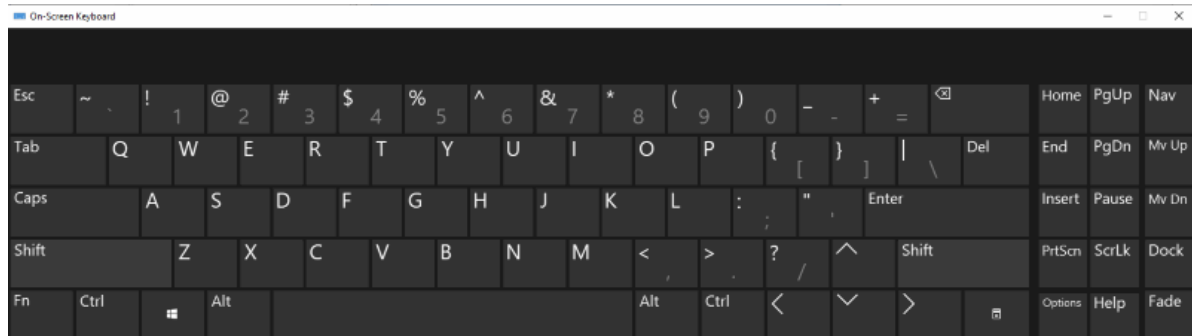 On-Screen Keyboard
Esc ~ ` ! 1 @ 2 # 3 $ 4 % 5 ^ 6 & 7 * 8 ( 9 ) 0 _ - + = Home PgUp Nav
Tab Q W E R T Y U I O P { [ } ] | \ Del End PgDn Mv Up
Caps A S D F G H J K L : ; " ' Enter Insert Pause Mv Dn
Shift Z X C V B N M < , > . ? / Shift PrtScn ScrLk Dock
Fn Ctrl Alt Alt Ctrl Options Help Fade